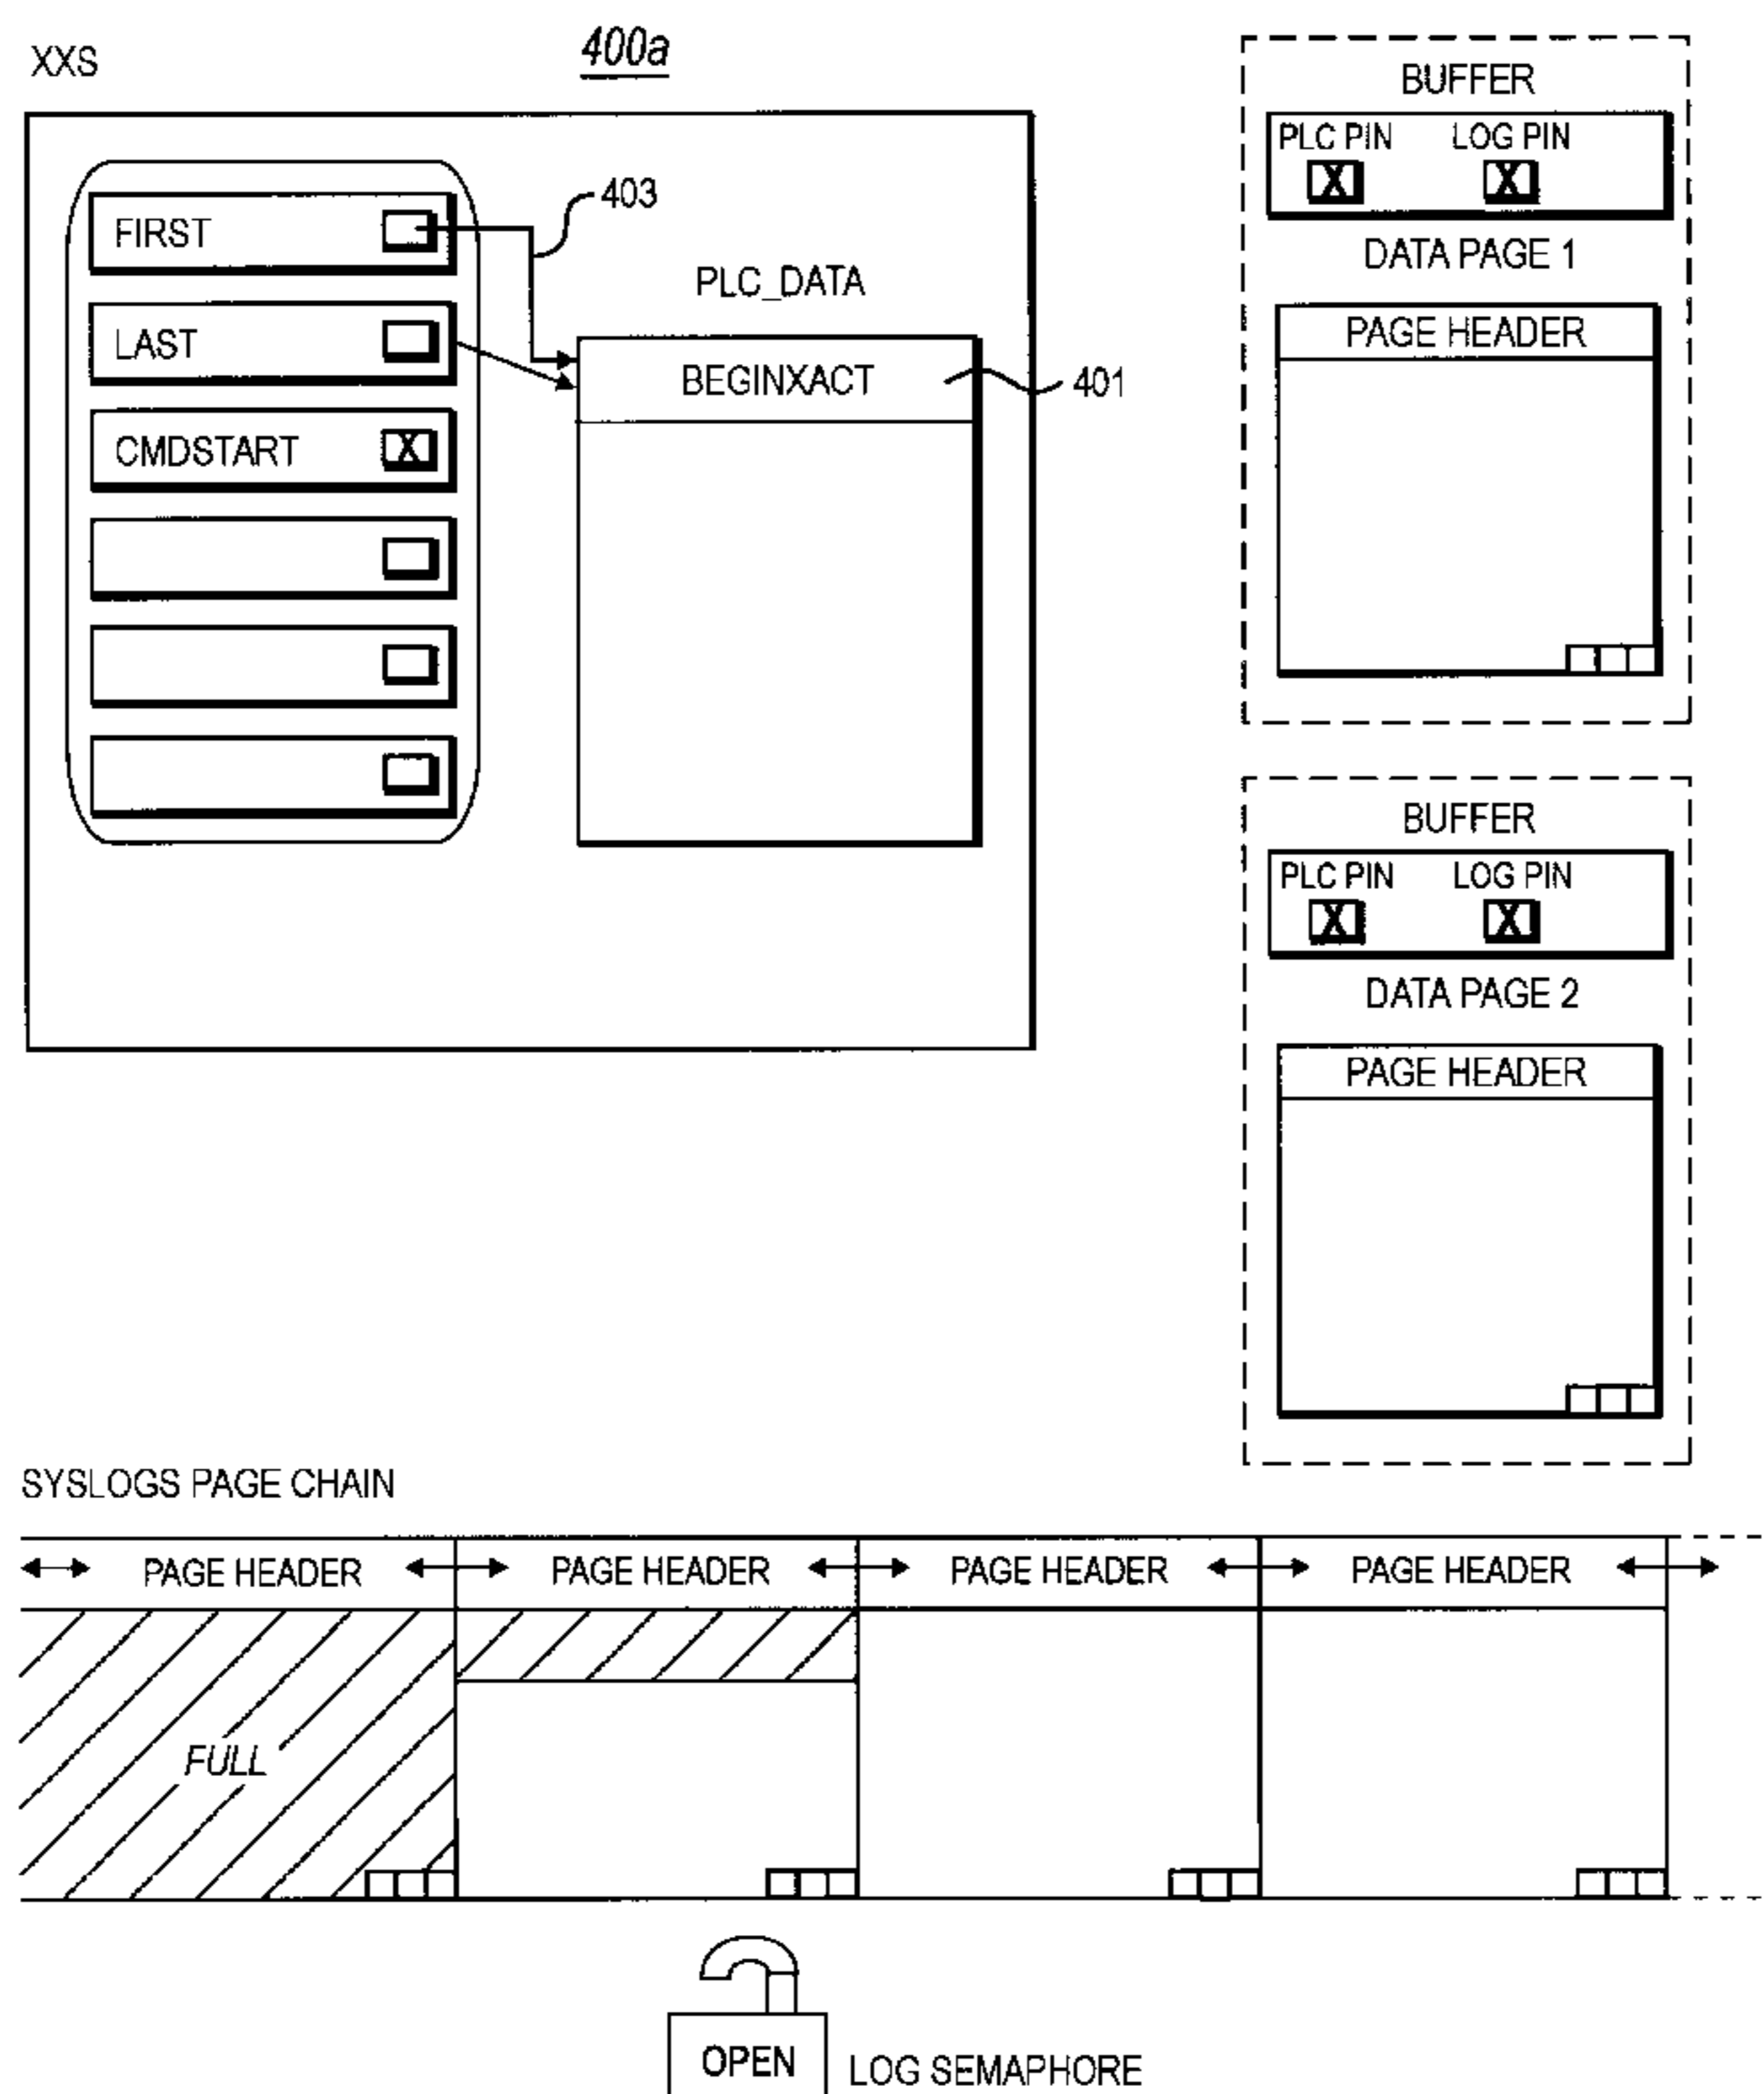 XXS
400a
FIRST
403
LAST
PLC_DATA
BEGINXACT
401
CMDSTART
X
BUFFER
PLC PIN LOG PIN
X X
DATA PAGE 1
PAGE HEADER
BUFFER
PLC PIN LOG PIN
X X
DATA PAGE 2
PAGE HEADER
SYSLOGS PAGE CHAIN
PAGE HEADER PAGE HEADER PAGE HEADER PAGE HEADER
FULL
OPEN
LOG SEMAPHORE